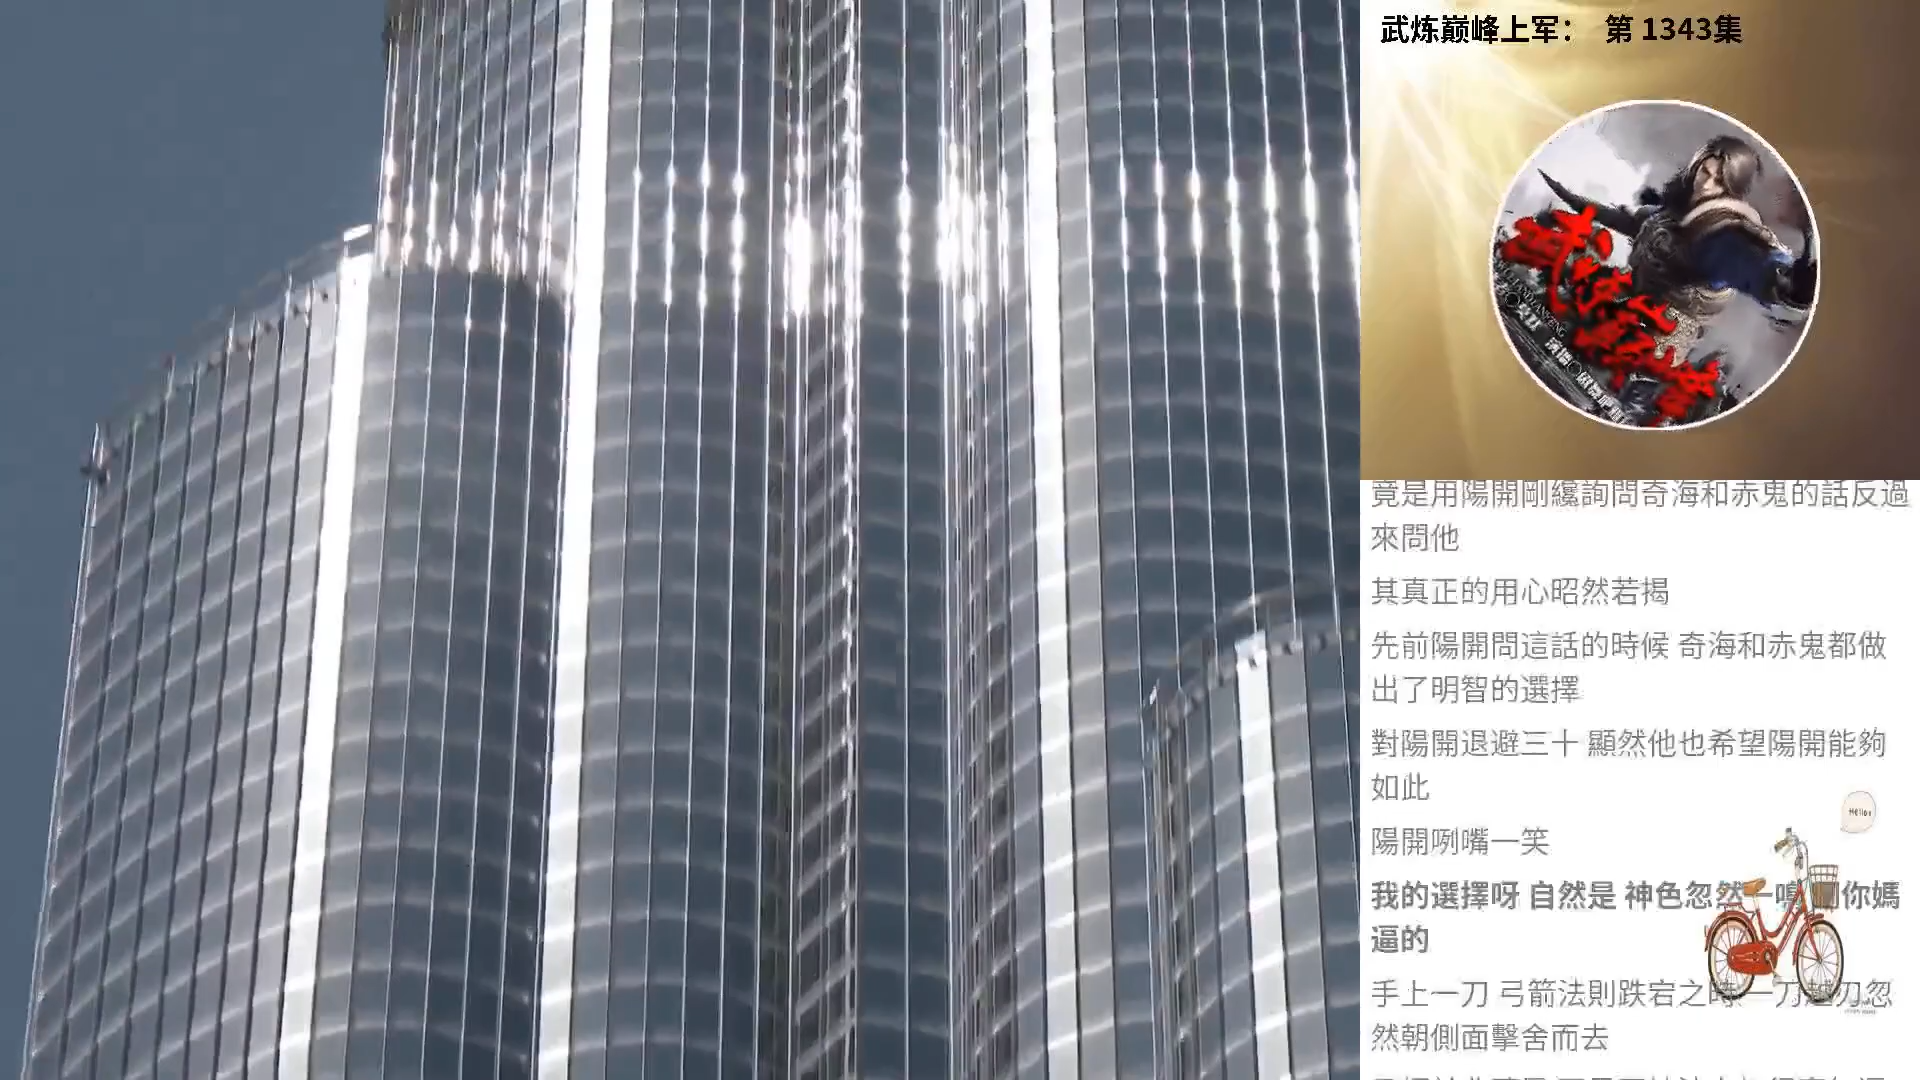 武炼巅峰上军： 第 1343集
竟是用陽開剛纔詢問奇海和赤鬼的話反過
來問他
其真正的用心昭然若揭
先前陽開問這話的時候 奇海和赤鬼都做
出了明智的選擇
對陽開退避三十 顯然他也希望陽開能夠
如此
陽開咧嘴一笑
Hello!
我的選擇呀 自然是 神色忽然一 你媽
逼的
手上一刀 弓箭法則跌宕之 一刀 刃忽
然朝側面擊舍而去